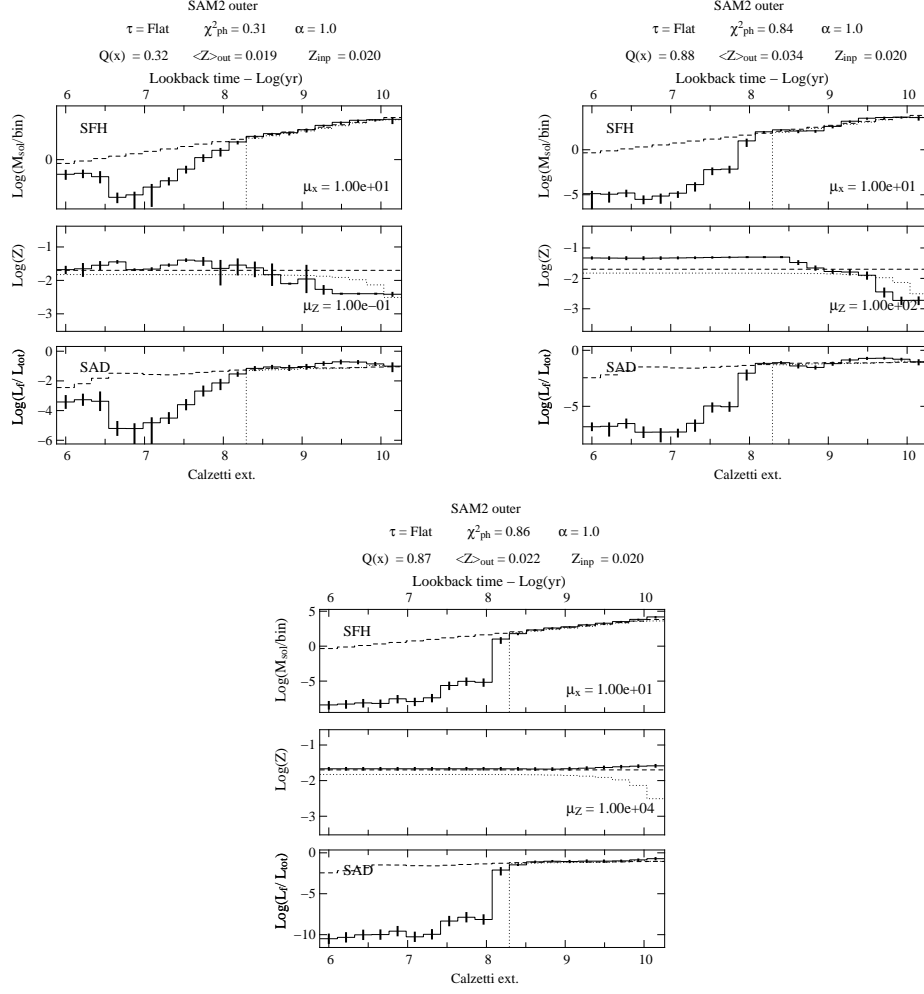 SAM2 outer
τ = Flat χ²ph = 0.31 α = 1.0
Q(x) = 0.32 <Z>out = 0.019 Zinp = 0.020
Lookback time − Log(yr)
6 7 8 9 10
Log(Msol/bin)
0
SFH
μx = 1.00e+01
Log(Z)
−1
−2
−3
μZ = 1.00e−01
Log(Lf/ Ltot)
0
−2
−4
−6
SAD
6 7 8 9 10
Calzetti ext.
SAM2 outer
τ = Flat χ²ph = 0.84 α = 1.0
Q(x) = 0.88 <Z>out = 0.034 Zinp = 0.020
Lookback time − Log(yr)
6 7 8 9 10
Log(Msol/bin)
0
−5
SFH
μx = 1.00e+01
Log(Z)
−1
−2
−3
μZ = 1.00e+02
Log(Lf/ Ltot)
0
−5
SAD
6 7 8 9 10
Calzetti ext.
SAM2 outer
τ = Flat χ²ph = 0.86 α = 1.0
Q(x) = 0.87 <Z>out = 0.022 Zinp = 0.020
Lookback time − Log(yr)
6 7 8 9 10
Log(Msol/bin)
5
0
−5
SFH
μx = 1.00e+01
Log(Z)
−1
−2
−3
μZ = 1.00e+04
Log(Lf/ Ltot)
0
−5
−10
SAD
6 7 8 9 10
Calzetti ext.